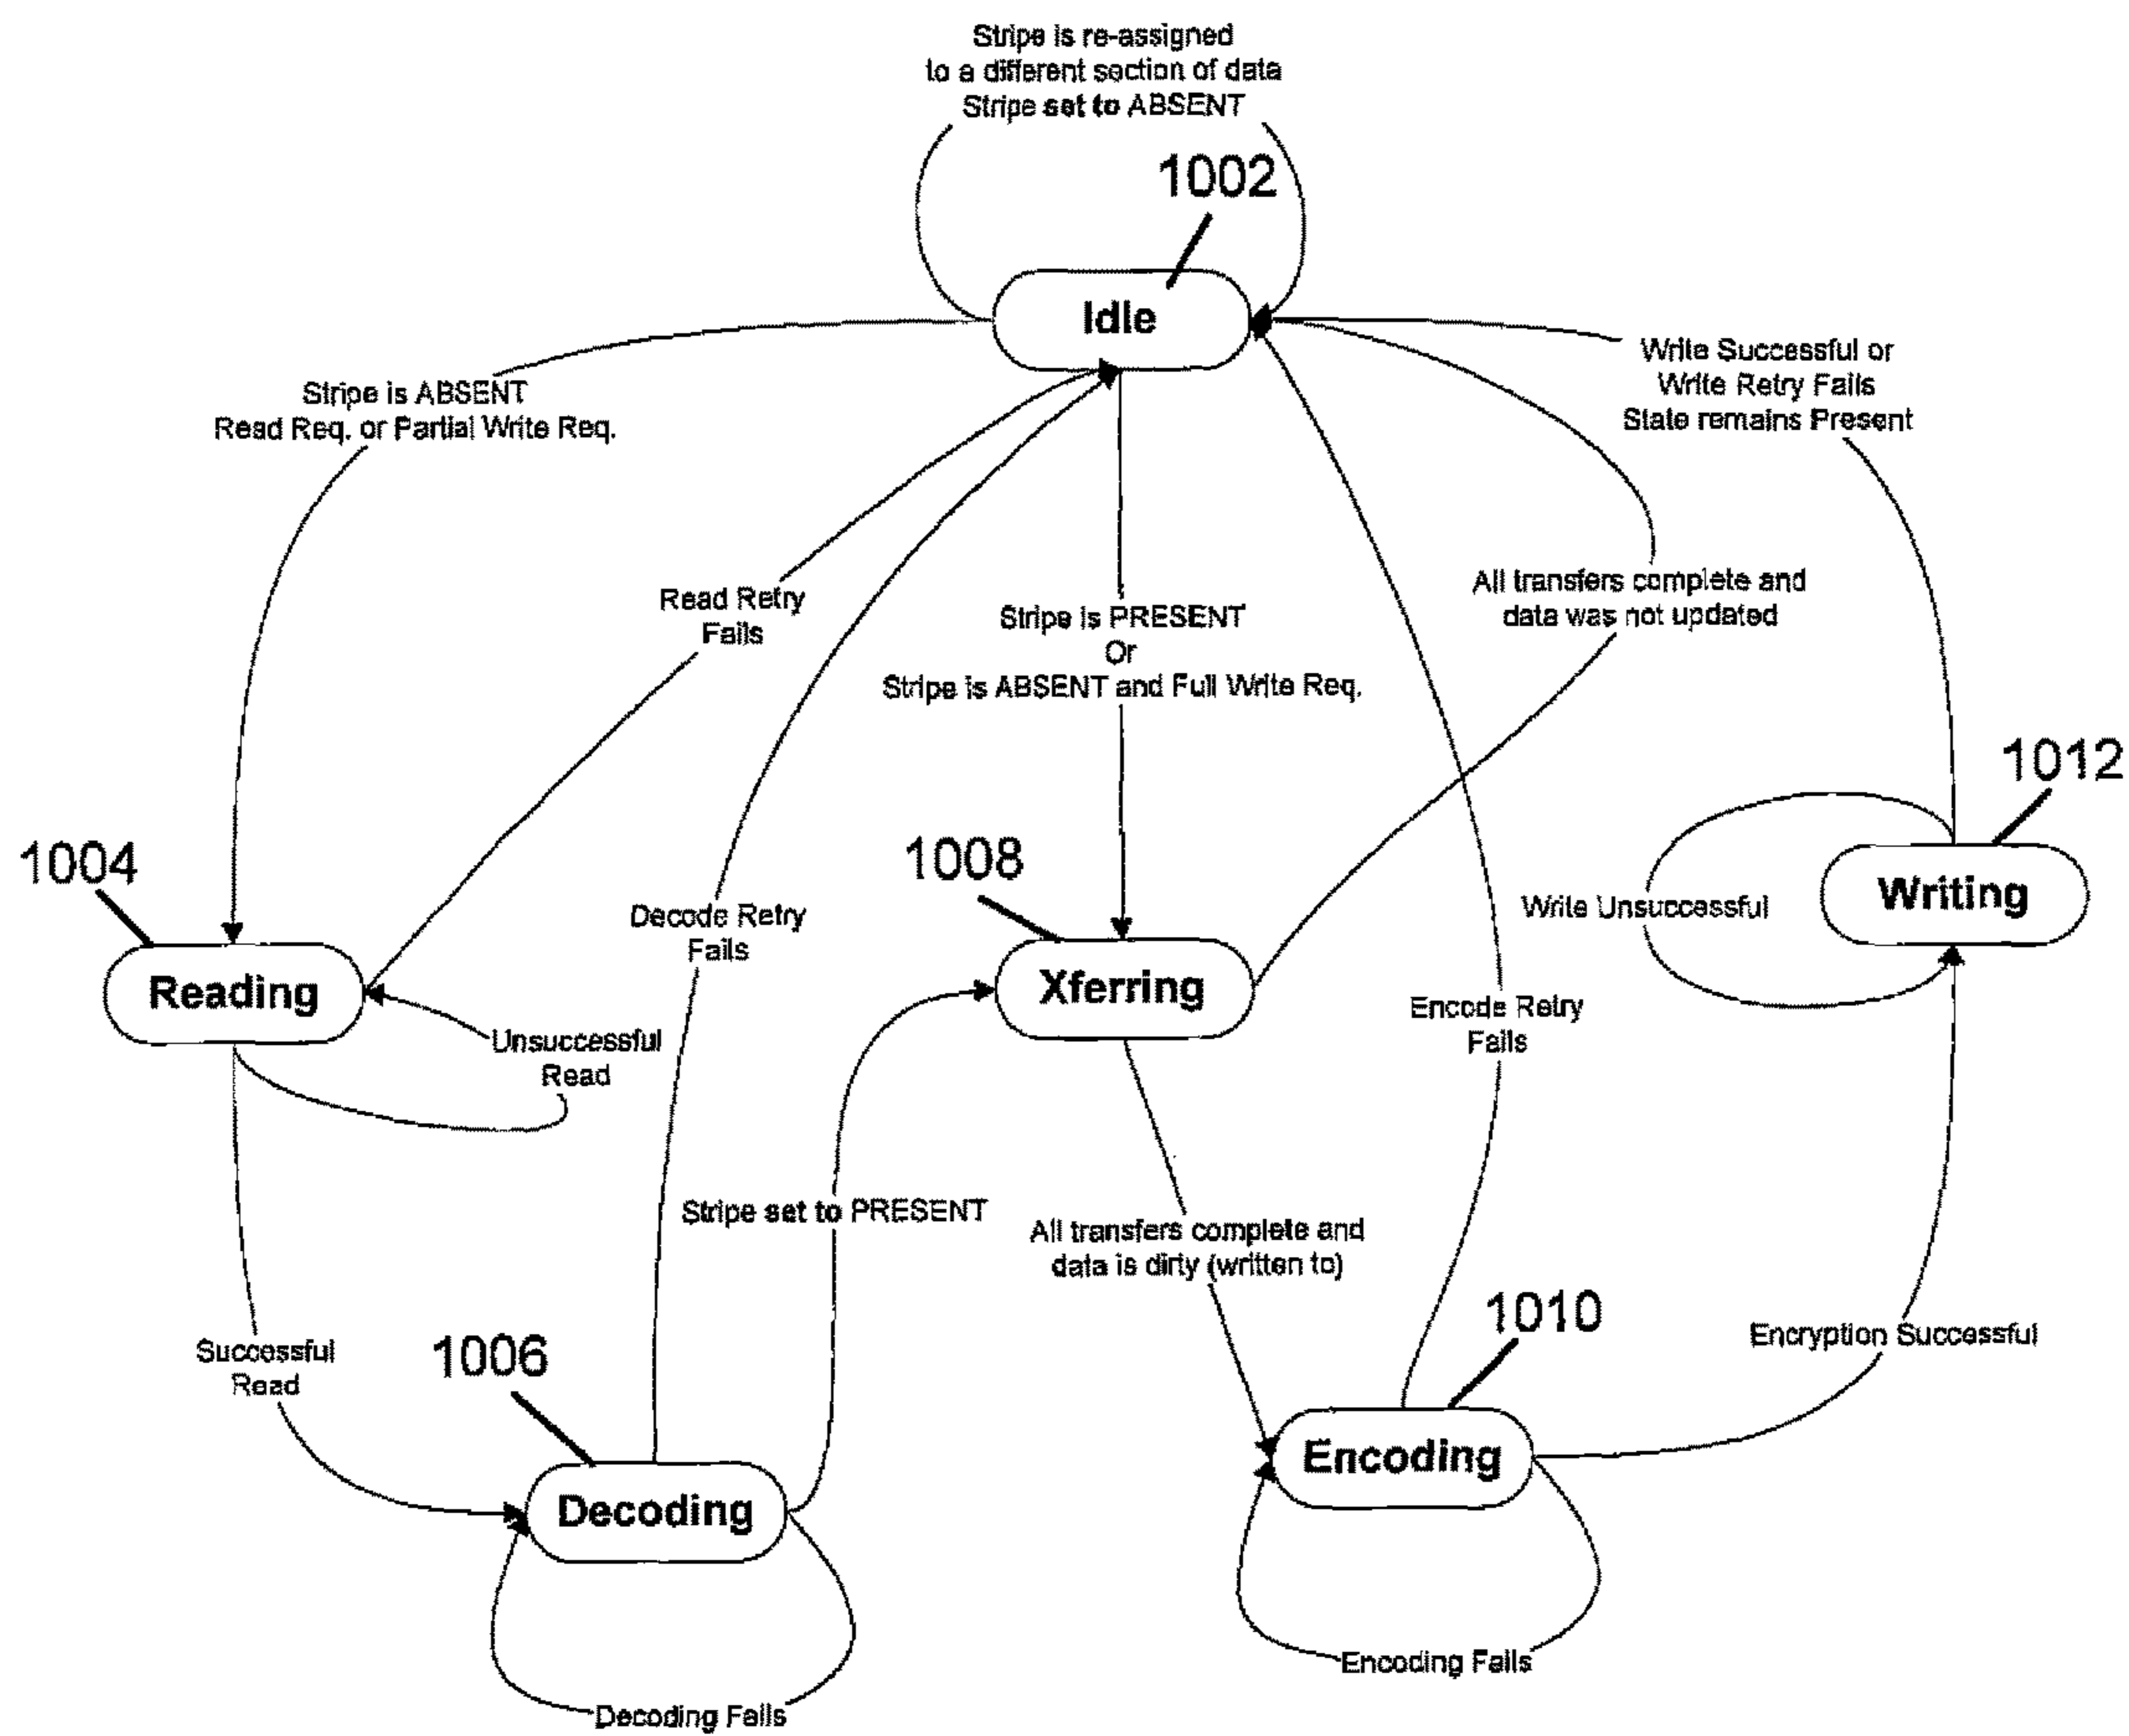 Stripe is re-assigned
to a different section of data
Stripe set to ABSENT
1002
Idle
Write Successful or
Write Retry Fails
State remains Present
Stripe is ABSENT
Read Req. or Partial Write Req.
Read Retry
Fails
Stripe is PRESENT
Or
Stripe is ABSENT and Full Write Req.
All transfers complete and
data was not updated
1012
1004
1008
Decode Retry
Fails
Write Unsuccessful
Writing
Reading
Xferring
Encode Retry
Fails
Unsuccessful
Read
Stripe set to PRESENT
All transfers complete and
data is dirty (written to)
1010
Encryption Successful
Successful
Read
1006
Encoding
Decoding
Encoding Fails
Decoding Fails